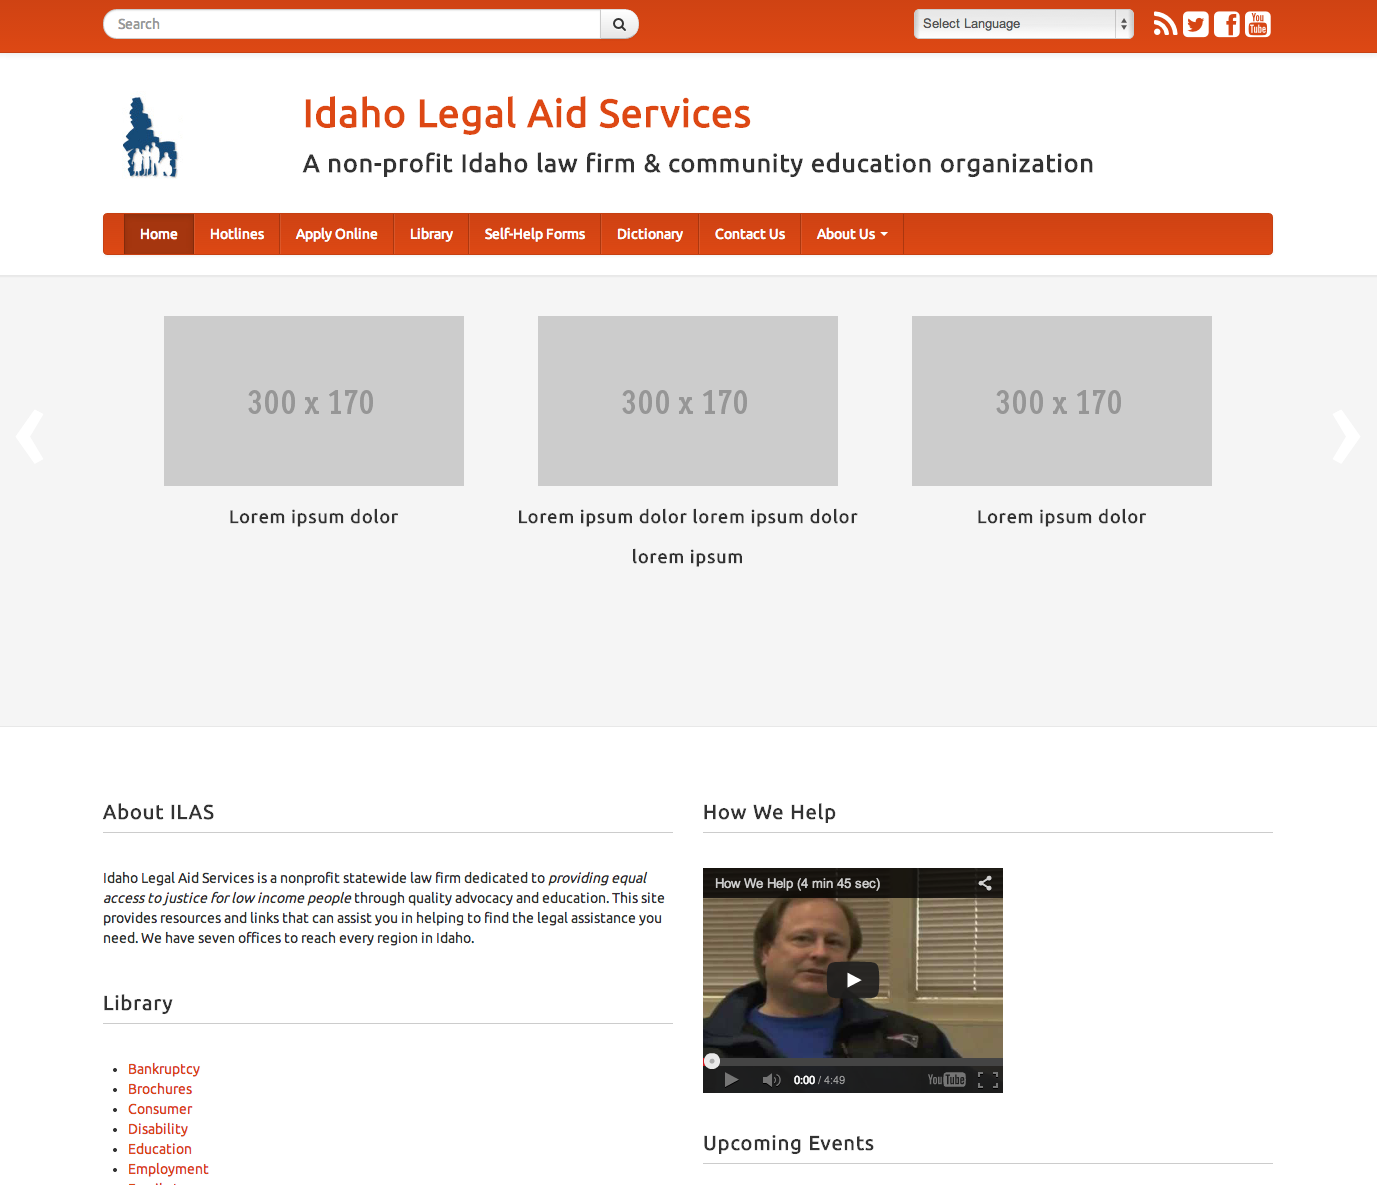 Search
Select Language
You
Tube
Idaho Legal Aid Services
A non-profit Idaho law firm & community education organization
Home Hotlines Apply Online Library Self-Help Forms Dictionary Contact Us About Us
300 x 170 300 x 170 300 x 170
Lorem ipsum dolor
Lorem ipsum dolor lorem ipsum dolor
lorem ipsum
Lorem ipsum dolor
About ILAS
Idaho Legal Aid Services is a nonprofit statewide law firm dedicated to providing equal
access to justice for low income people through quality advocacy and education. This site
provides resources and links that can assist you in helping to find the legal assistance you
need. We have seven offices to reach every region in Idaho.
Library
Bankruptcy
Brochures
Consumer
Disability
Education
Employment
How We Help
How We Help (4 min 45 sec)
0:00 / 4:49
YouTube
Upcoming Events